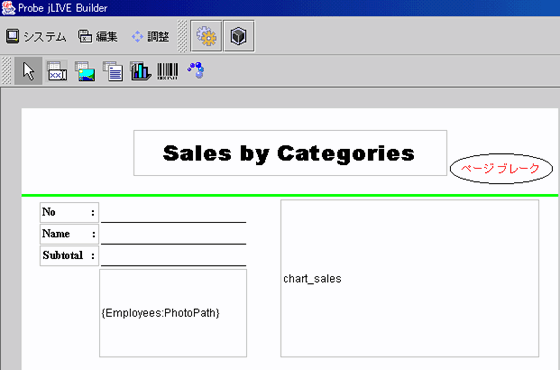 Probe jLIVE Builder
システム 編集 調整
Sales by Categories
ページブレーク
No :
Name :
Subtotal :
chart_sales
{Employees:PhotoPath}